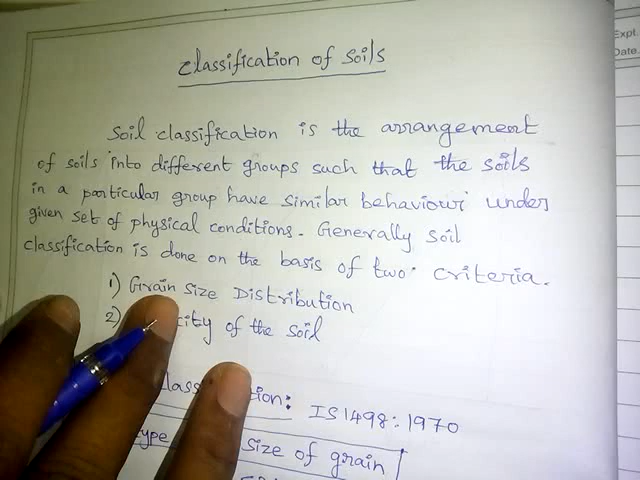 Classification of Soils
Soil classification is the arrangement
of soils into different groups such that the soils
in a particular group have similar behaviour under
given set of physical conditions. Generally soil
classification is done on the basis of two criteria.
1) Grain Size Distribution
2) city of the soil
IS 1498: 1970
type
Size of grain
Expt.
Date.